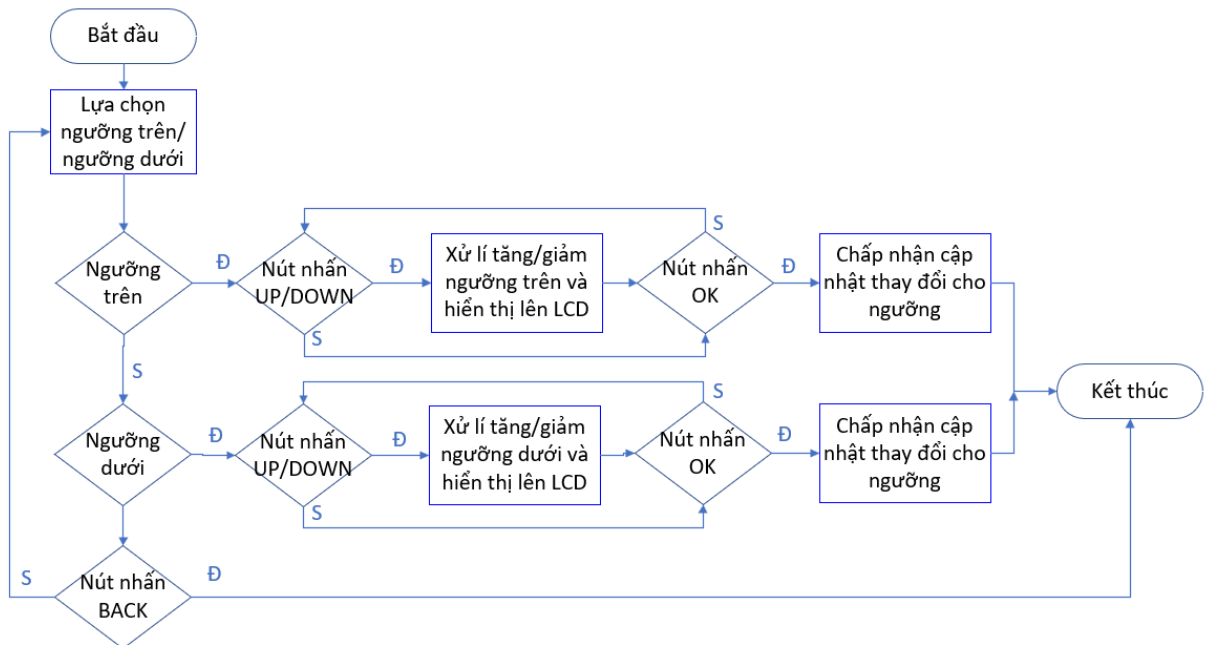 Bắt đầu
Lựa chọn
ngưỡng trên/
ngưỡng dưới
Ngưỡng
trên
Đ
Nút nhấn
UP/DOWN
Đ
S
Xử lí tăng/giảm
ngưỡng trên và
hiển thị lên LCD
S
Nút nhấn
OK
Đ
Chấp nhận cập
nhật thay đổi cho
ngưỡng
S
Ngưỡng
dưới
Đ
Nút nhấn
UP/DOWN
Đ
S
Xử lí tăng/giảm
ngưỡng dưới và
hiển thị lên LCD
S
Nút nhấn
OK
Đ
Chấp nhận cập
nhật thay đổi cho
ngưỡng
Kết thúc
S
Nút nhấn
BACK
Đ